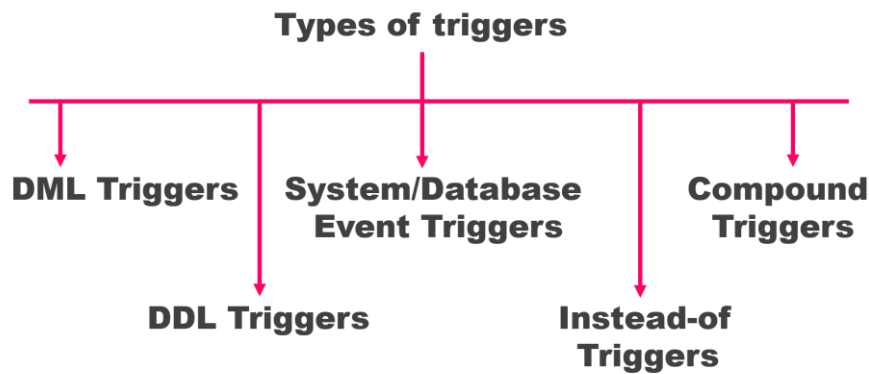 Types of triggers
DML Triggers
System/Database
Event Triggers
Compound
Triggers
DDL Triggers
Instead-of
Triggers